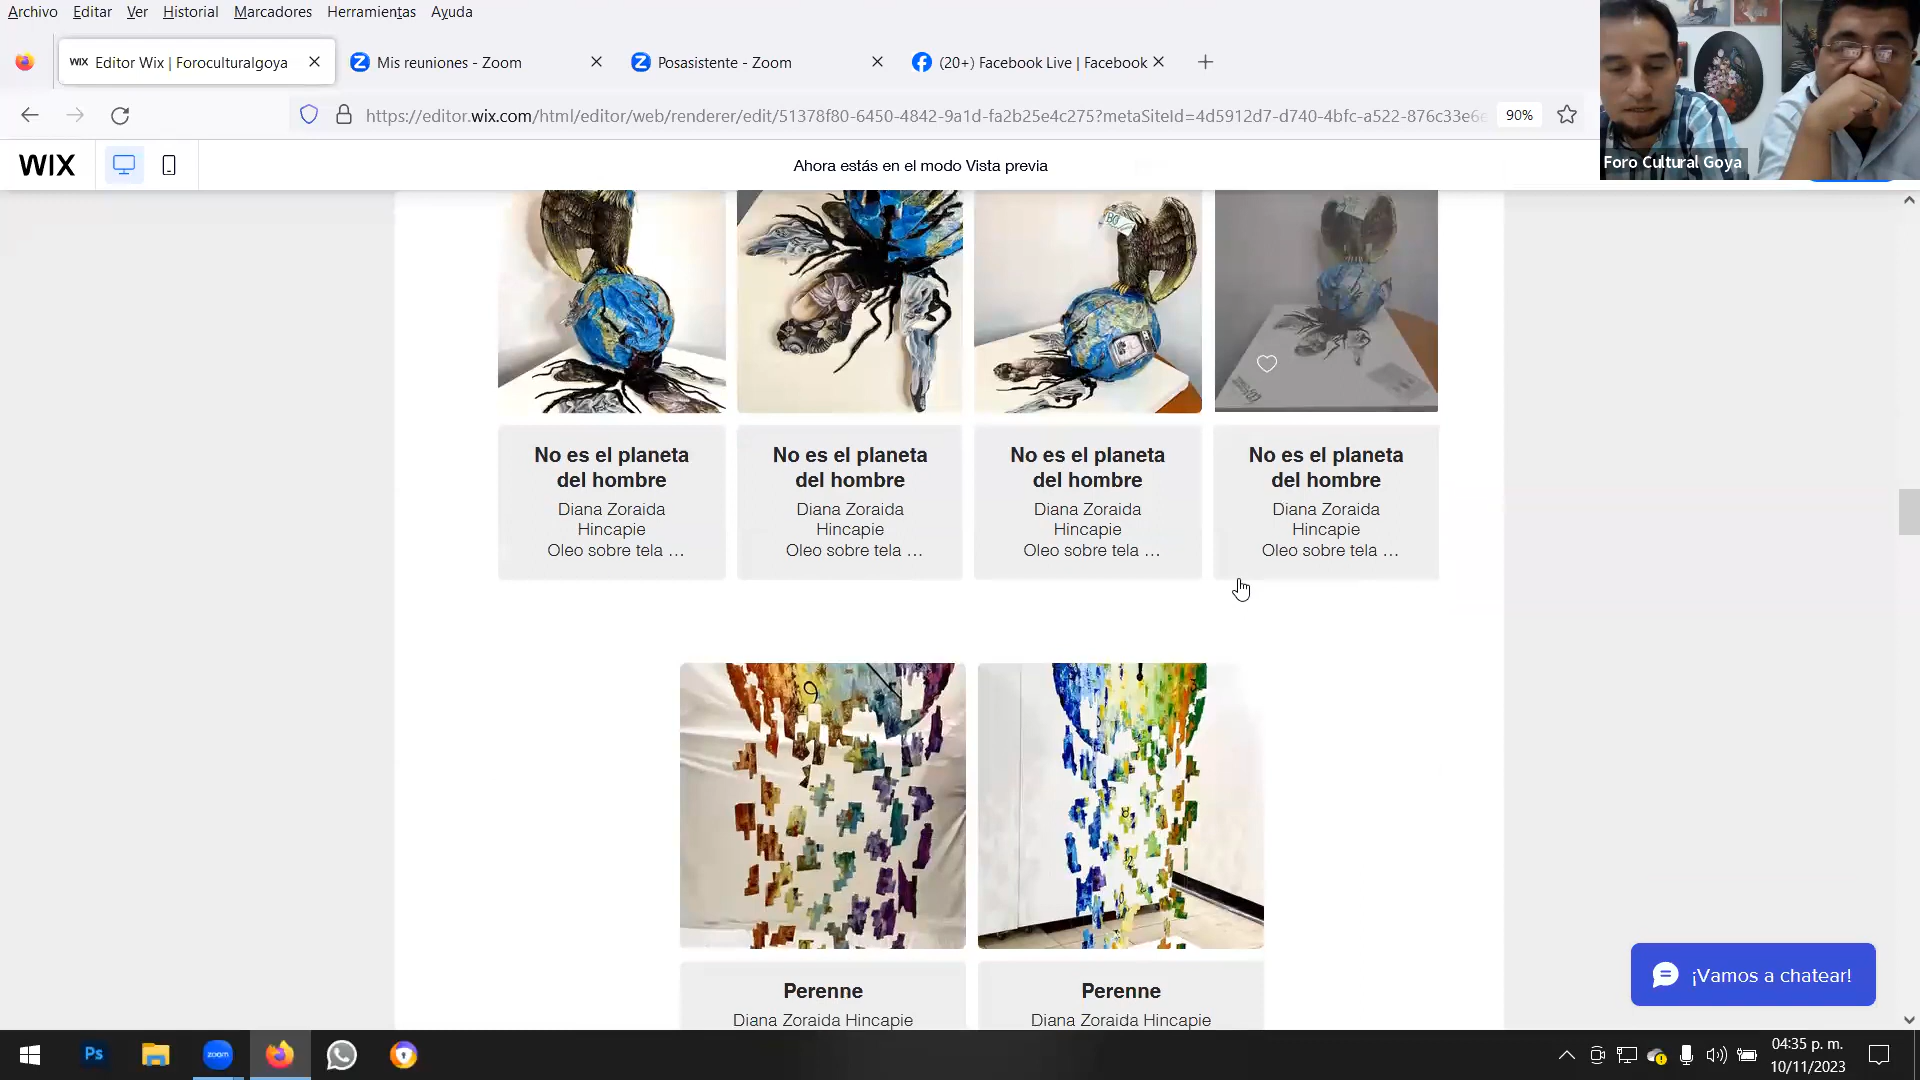 Archivo Editar Ver Historial Marcadores Herramientas Ayuda
WIX Editor Wix | Foroculturalgoya
Mis reuniones - Zoom
Posasistente - Zoom
(20+) Facebook Live | Facebook
https://editor.wix.com/html/editor/web/renderer/edit/51378f80-6450-4842-9a1d-fa2b25e4c275?metaSiteId=4d5912d7-d740-4bfc-a522-876c33e6
90%
WIX
Ahora estás en el modo Vista previa
Foro Cultural Goya
No es el planeta
del hombre
Diana Zoraida
Hincapie
Oleo sobre tela …
No es el planeta
del hombre
Diana Zoraida
Hincapie
Oleo sobre tela …
No es el planeta
del hombre
Diana Zoraida
Hincapie
Oleo sobre tela …
No es el planeta
del hombre
Diana Zoraida
Hincapie
Oleo sobre tela …
Perenne
Diana Zoraida Hincapie
Perenne
Diana Zoraida Hincapie
¡Vamos a chatear!
Ps
zoom
04:35 p. m.
10/11/2023